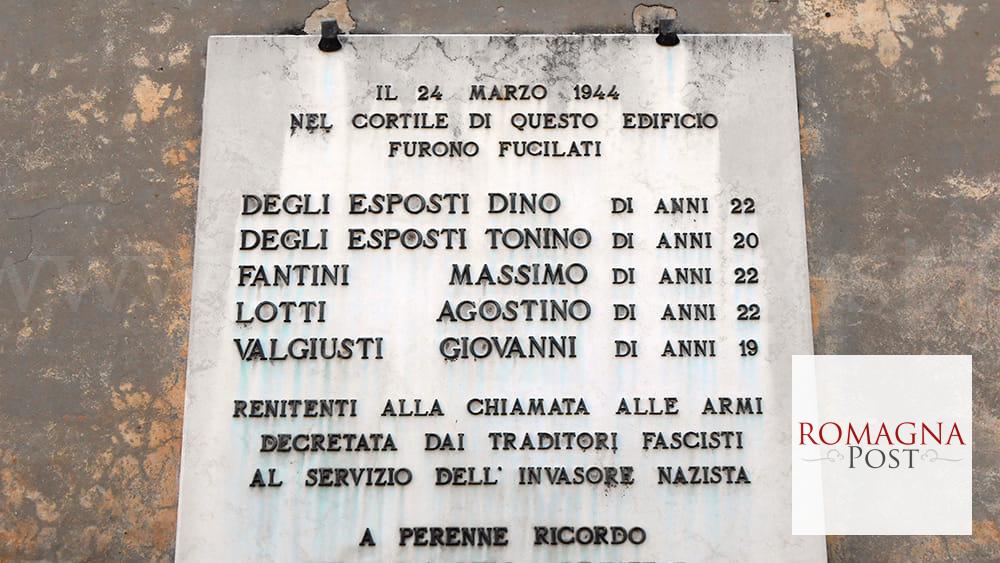 IL 24 MARZO 1944
NEL CORTILE DI QUESTO EDIFICIO
FURONO FUCILATI
DEGLI ESPOSTI DINO DI ANNI 22
DEGLI ESPOSTI TONINO DI ANNI 20
FANTINI MASSIMO DI ANNI 22
LOTTI AGOSTINO DI ANNI 22
VALGIUSTI GIOVANNI DI ANNI 19
RENITENTI ALLA CHIAMATA ALLE ARMI
DECRETATA DAI TRADITORI FASCISTI
AL SERVIZIO DELL' INVASORE NAZISTA
A PERENNE RICORDO
ROMAGNA
POST